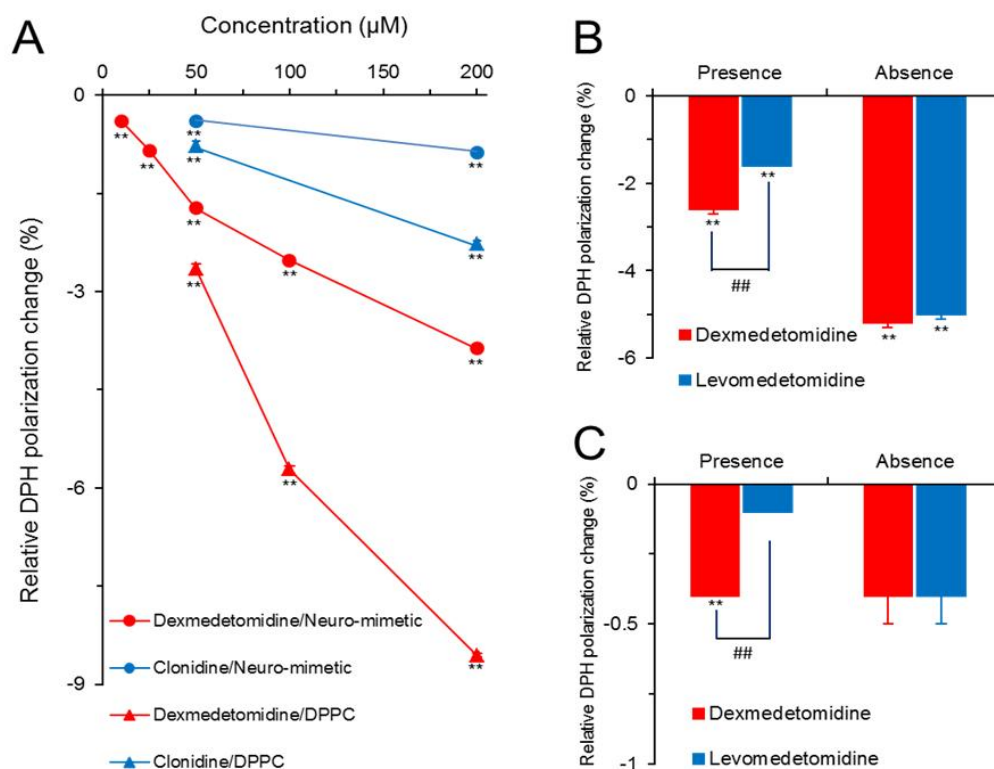 A
Concentration (µM)
0 50 100 150 200
0
-3
-6
-9
Relative DPH polarization change (%)
**
**
**
**
**
**
**
**
**
**
**
**
Dexmedetomidine/Neuro-mimetic
Clonidine/Neuro-mimetic
Dexmedetomidine/DPPC
Clonidine/DPPC
B
Presence Absence
0
-2
-4
-6
Relative DPH polarization change (%)
** **
##
** **
Dexmedetomidine
Levomedetomidine
C
Presence Absence
0
-0.5
-1
Relative DPH polarization change (%)
**
##
Dexmedetomidine
Levomedetomidine